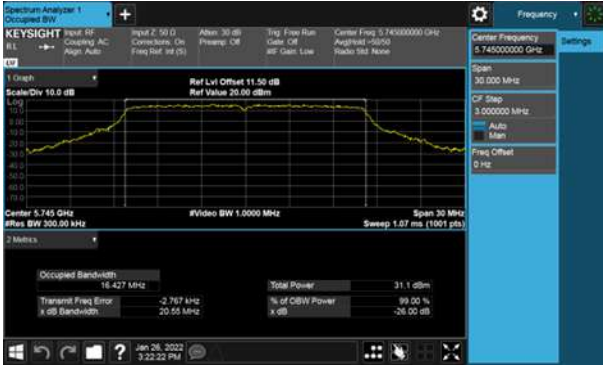 Spectrum Analyzer 1
Occupied BW
+
Frequency
KEYSIGHT
RL
Input: RF
Coupling: AC
Align: Auto
Input Z: 50 Ω
Corrections: On
Freq Ref: Int (S)
Atten: 30 dB
Preamp: Off
Trig: Free Run
Gate: Off
#IF Gain: Low
Center Freq: 5.745000000 GHz
Avg|Hold: >50/50
Radio Std: None
Center Frequency
5.745000000 GHz
Settings
Span
30.000 MHz
CF Step
3.000000 MHz
Auto
Man
Freq Offset
0 Hz
1 Graph
Scale/Div 10.0 dB
Ref Lvl Offset 11.50 dB
Ref Value 20.00 dBm
Log
10.0
0.00
Center 5.745 GHz
#Res BW 300.00 kHz
#Video BW 1.0000 MHz
Span 30 MHz
Sweep 1.07 ms (1001 pts)
2 Metrics
Occupied Bandwidth
16.427 MHz
Total Power
31.1 dBm
Transmit Freq Error
-2.767 kHz
% of OBW Power
99.00 %
x dB Bandwidth
20.55 MHz
x dB
-26.00 dB
?
Jan 26, 2022
3:22:22 PM